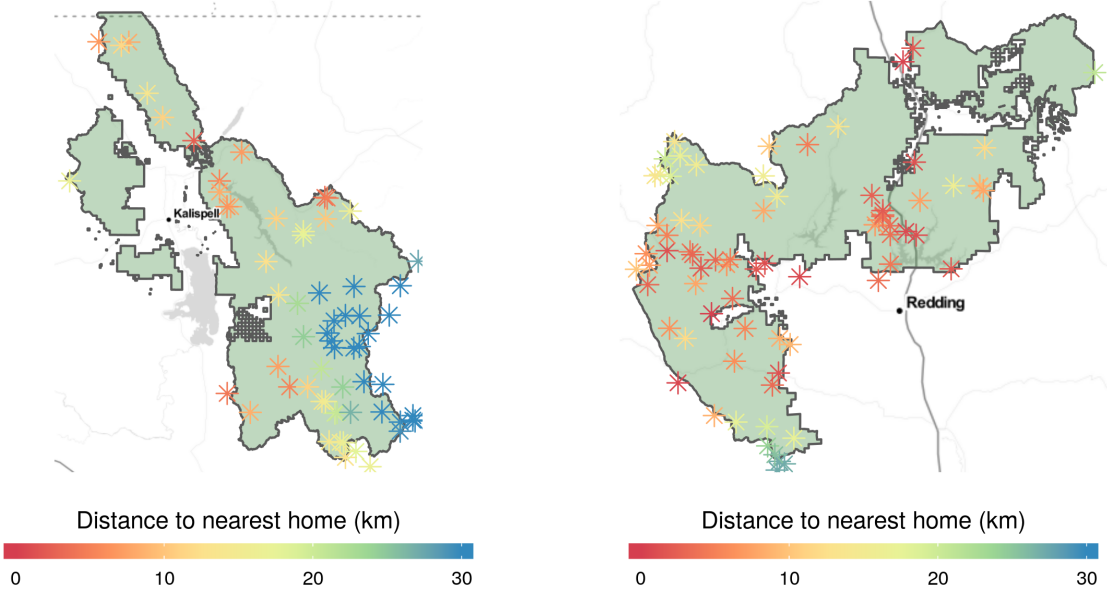 Kalispell
Redding
Distance to nearest home (km)
0 10 20 30
Distance to nearest home (km)
0 10 20 30